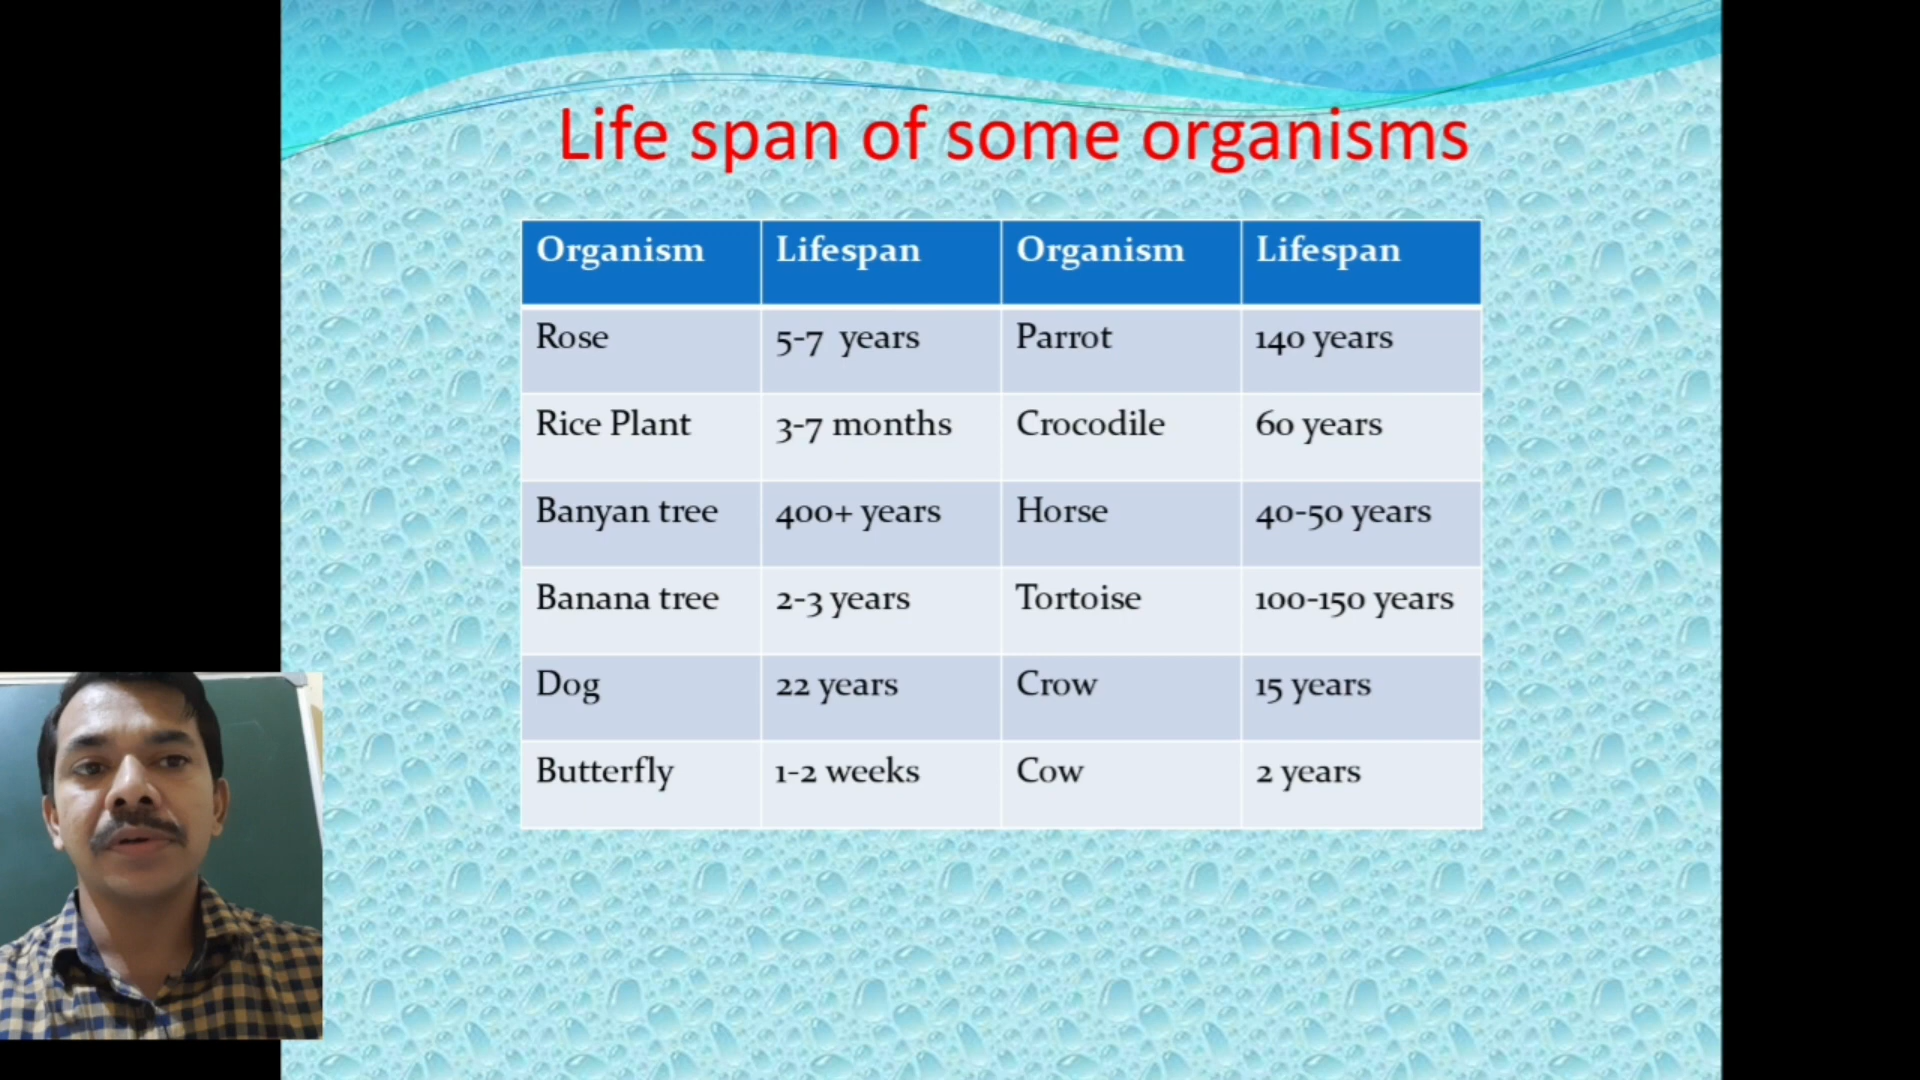 Life span of some organisms
Organism Lifespan Organism Lifespan
Rose 5-7 years Parrot 140 years
Rice Plant 3-7 months Crocodile 60 years
Banyan tree 400+ years Horse 40-50 years
Banana tree 2-3 years Tortoise 100-150 years
Dog 22 years Crow 15 years
Butterfly 1-2 weeks Cow 2 years